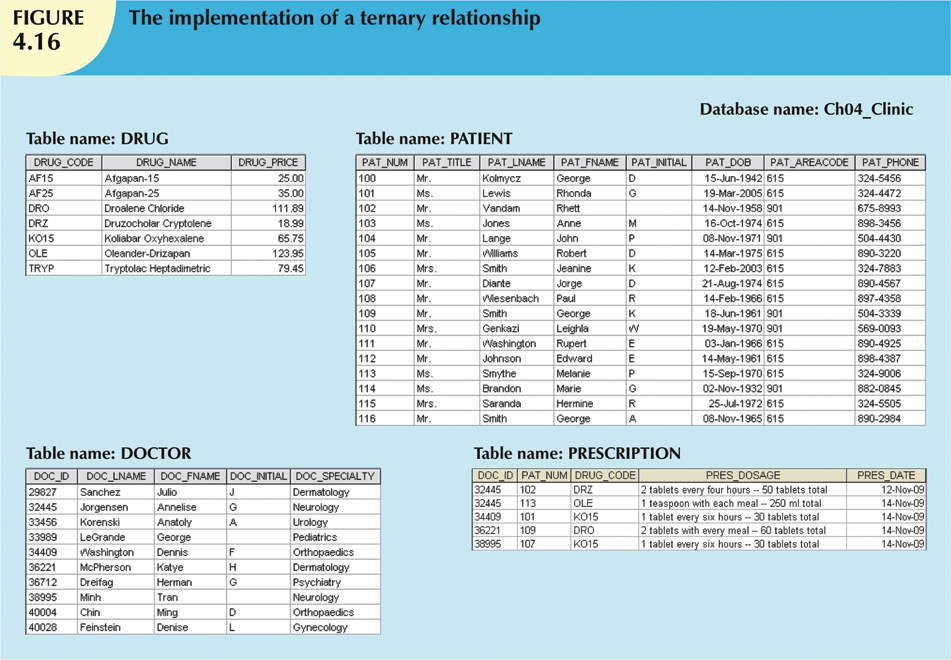 FIGURE
4.16
The implementation of a ternary relationship
Database name: Ch04_Clinic
Table name: DRUG
DRUG_CODE DRUG_NAME DRUG_PRICE
AF15 Afgapan-15 25.00
AF25 Afgapan-25 35.00
DRO Droalene Chloride 111.89
DRZ Druzocholar Cryptolene 18.99
KO15 Koliabar Oxyhexalene 65.75
OLE Oleander-Drizapan 123.95
TRYP Tryptolac Heptadimetric 79.45
Table name: PATIENT
PAT_NUM PAT_TITLE PAT_LNAME PAT_FNAME PAT_INITIAL PAT_DOB PAT_AREACODE PAT_PHONE
100 Mr. Kolmycz George D 15-Jun-1942 615 324-5456
101 Ms. Lewis Rhonda G 19-Mar-2005 615 324-4472
102 Mr. Vandam Rhett 14-Nov-1958 901 675-8993
103 Ms. Jones Anne M 16-Oct-1974 615 898-3456
104 Mr. Lange John P 08-Nov-1971 901 504-4430
105 Mr. Williams Robert D 14-Mar-1975 615 890-3220
106 Mrs. Smith Jeanine K 12-Feb-2003 615 324-7883
107 Mr. Diante Jorge D 21-Aug-1974 615 890-4567
108 Mr. Wiesenbach Paul R 14-Feb-1966 615 897-4358
109 Mr. Smith George K 18-Jun-1961 901 504-3339
110 Mrs. Genkazi Leighla W 19-May-1970 901 569-0093
111 Mr. Washington Rupert E 03-Jan-1966 615 890-4925
112 Mr. Johnson Edward E 14-May-1961 615 898-4387
113 Ms. Smythe Melanie P 15-Sep-1970 615 324-9006
114 Ms. Brandon Marie G 02-Nov-1932 901 882-0845
115 Mrs. Saranda Hermine R 25-Jul-1972 615 324-5505
116 Mr. Smith George A 08-Nov-1965 615 890-2984
Table name: DOCTOR
DOC_ID DOC_LNAME DOC_FNAME DOC_INITIAL DOC_SPECIALTY
29827 Sanchez Julio J Dermatology
32445 Jorgensen Annelise G Neurology
33456 Korenski Anatoly A Urology
33989 LeGrande George Pediatrics
34409 Washington Dennis F Orthopaedics
36221 McPherson Katye H Dermatology
36712 Dreifag Herman G Psychiatry
38995 Minh Tran Neurology
40004 Chin Ming D Orthopaedics
40028 Feinstein Denise L Gynecology
Table name: PRESCRIPTION
DOC_ID PAT_NUM DRUG_CODE PRES_DOSAGE PRES_DATE
32445 102 DRZ 2 tablets every four hours -- 50 tablets total 12-Nov-09
32445 113 OLE 1 teaspoon with each meal -- 250 ml total 14-Nov-09
34409 101 KO15 1 tablet every six hours -- 30 tablets total 14-Nov-09
36221 109 DRO 2 tablets with every meal -- 60 tablets total 14-Nov-09
38995 107 KO15 1 tablet every six hours -- 30 tablets total 14-Nov-09